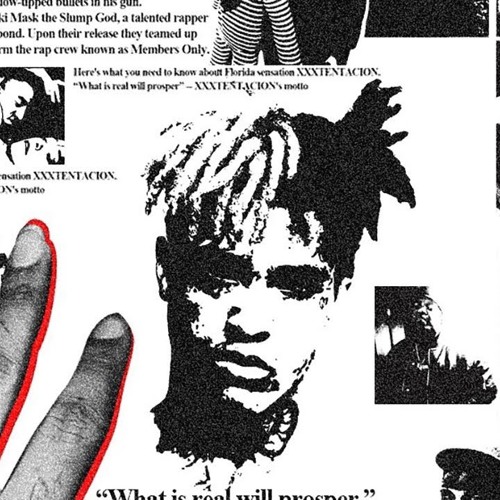 llow-tipped bullets in his gun.
ki Mask the Slump God, a talented rapper
bond. Upon their release they teamed up
rm the rap crew known as Members Only.
Here's what you need to know about Florida sensation XXXTENTACION.
“What is real will prosper” – XXXTENTACION's motto
ensation XXXTENTACION.
ON's motto
“What is real will prosper.”